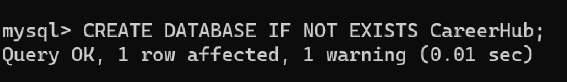 mysql> CREATE DATABASE IF NOT EXISTS CareerHub;
Query OK, 1 row affected, 1 warning (0.01 sec)